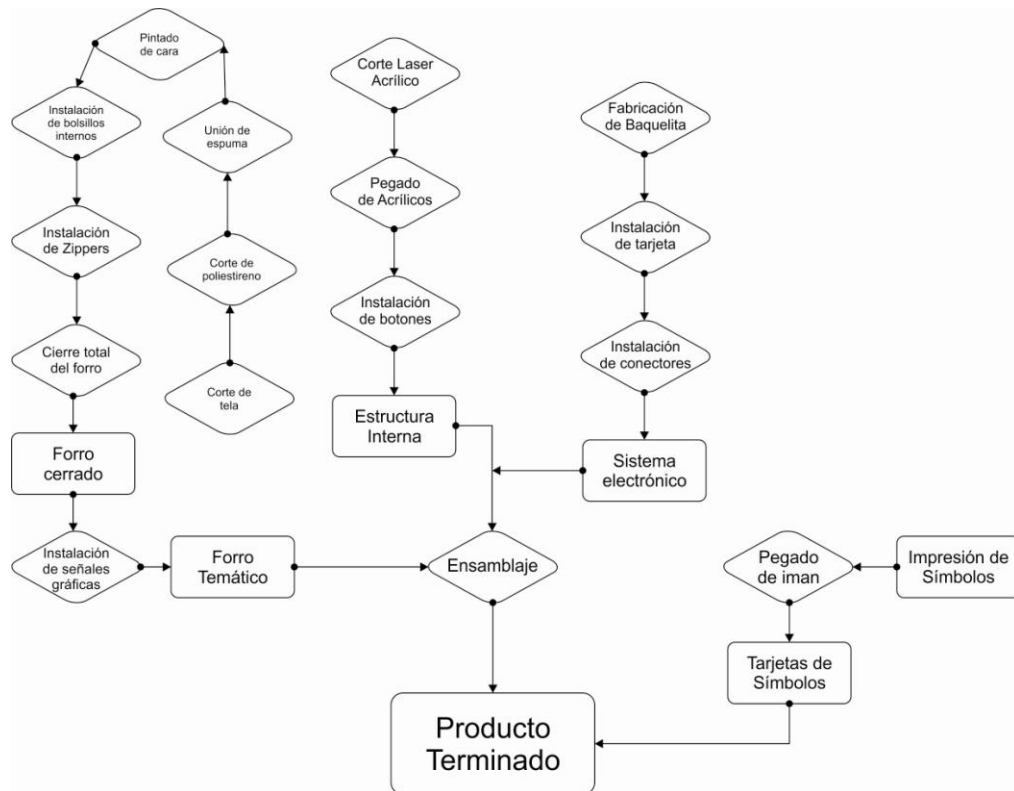 Pintado
de cara
Instalación
de bolsillos
internos
Unión de
espuma
Instalación
de Zippers
Corte de
poliestireno
Cierre total
del forro
Corte de
tela
Forro
cerrado
Instalación
de señales
gráficas
Forro
Temático
Corte Laser
Acrílico
Pegado
de Acrílicos
Instalación
de botones
Estructura
Interna
Fabricación
de Baquelita
Instalación
de tarjeta
Instalación
de conectores
Sistema
electrónico
Ensamblaje
Pegado
de iman
Impresión de
Símbolos
Tarjetas de
Símbolos
Producto
Terminado